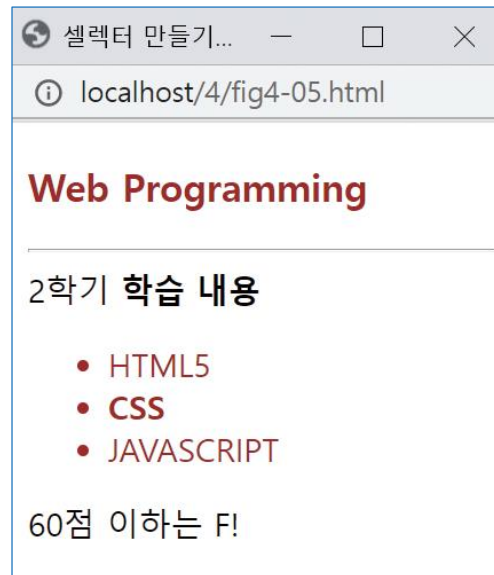 셀렉터 만들기...
localhost/4/fig4-05.html
Web Programming
2학기 학습 내용
HTML5
CSS
JAVASCRIPT
60점 이하는 F!